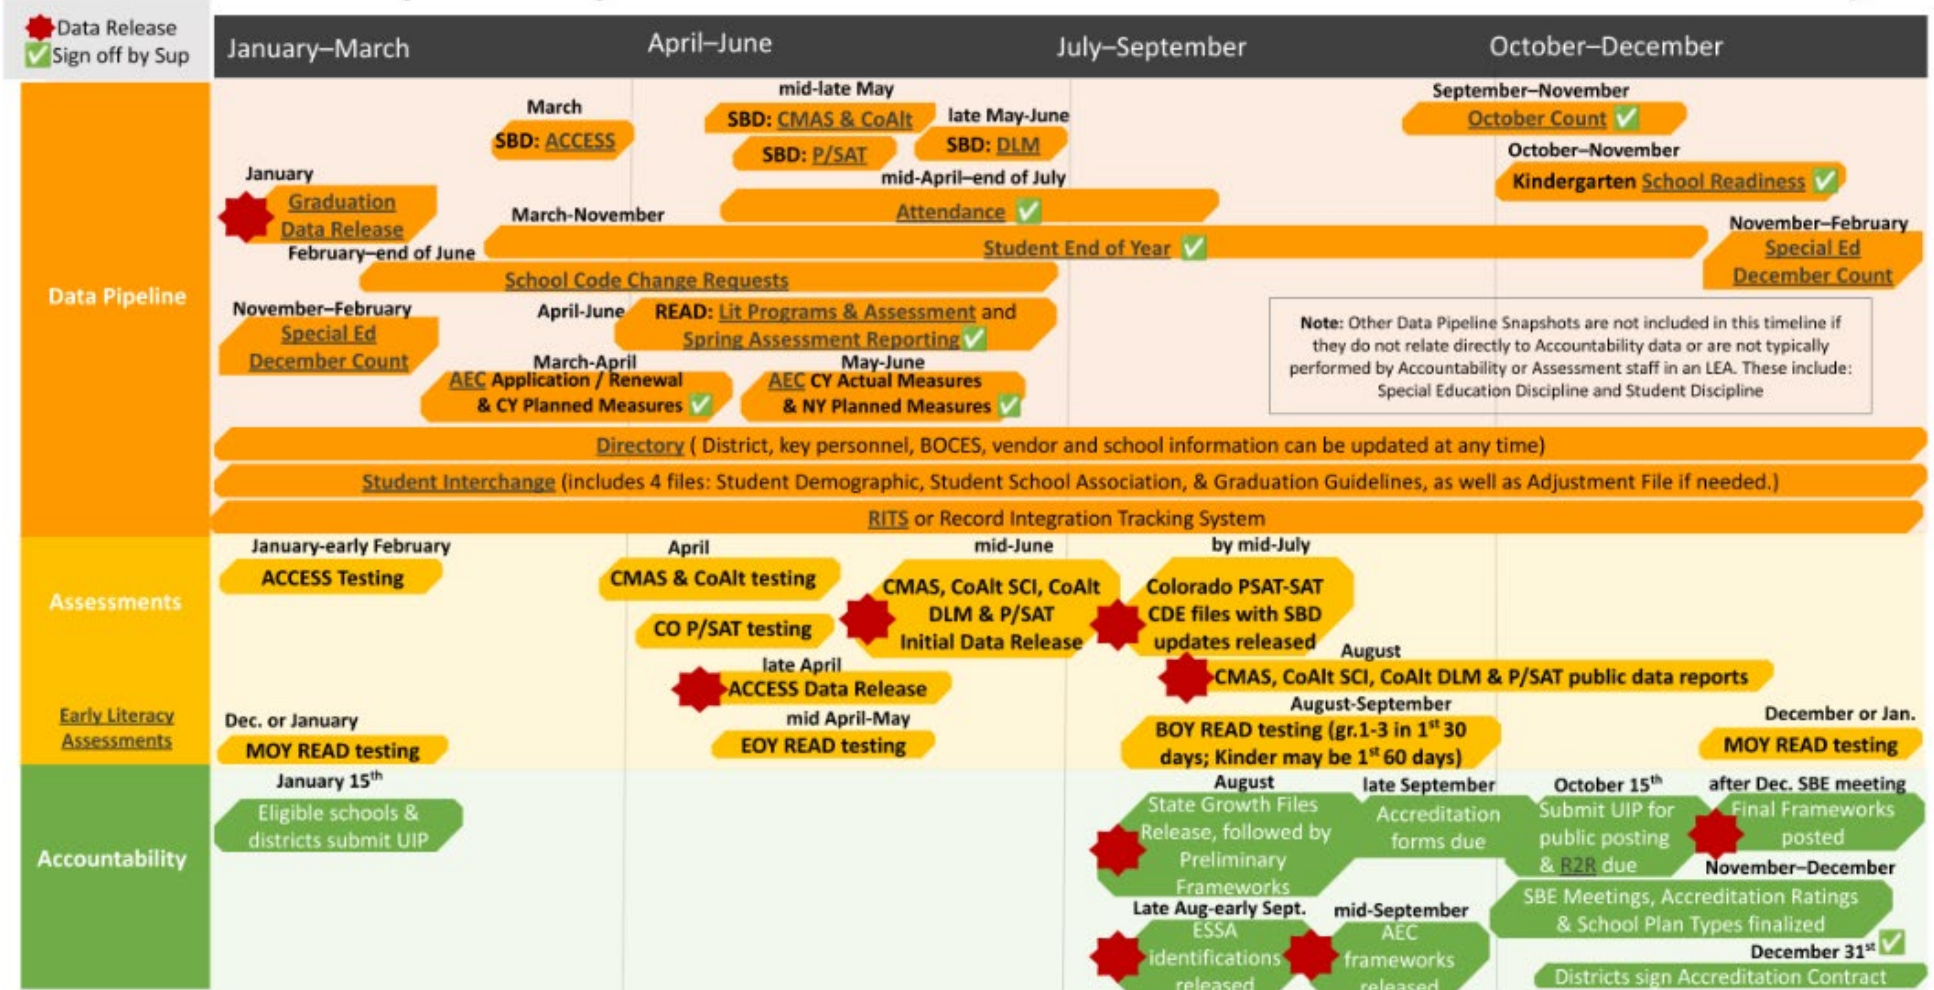 Data Release
Sign off by Sup
January–March
April–June
July–September
October–December
Data Pipeline
March
SBD: ACCESS
mid-late May
SBD: CMAS & CoAlt
SBD: P/SAT
late May-June
SBD: DLM
September–November
October Count
October–November
Kindergarten School Readiness
January
Graduation
Data Release
mid-April–end of July
Attendance
March-November
Student End of Year
November–February
Special Ed
December Count
February–end of June
School Code Change Requests
November–February
Special Ed
December Count
April-June
READ: Lit Programs & Assessment and
Spring Assessment Reporting
March-April
AEC Application / Renewal
& CY Planned Measures
May-June
AEC CY Actual Measures
& NY Planned Measures
Note: Other Data Pipeline Snapshots are not included in this timeline if
they do not relate directly to Accountability data or are not typically
performed by Accountability or Assessment staff in an LEA. These include:
Special Education Discipline and Student Discipline
Directory ( District, key personnel, BOCES, vendor and school information can be updated at any time)
Student Interchange (includes 4 files: Student Demographic, Student School Association, & Graduation Guidelines, as well as Adjustment File if needed.)
RITS or Record Integration Tracking System
Assessments
January-early February
ACCESS Testing
April
CMAS & CoAlt testing
CO P/SAT testing
mid-June
CMAS, CoAlt SCI, CoAlt
DLM & P/SAT
Initial Data Release
by mid-July
Colorado PSAT-SAT
CDE files with SBD
updates released
late April
ACCESS Data Release
August
CMAS, CoAlt SCI, CoAlt DLM & P/SAT public data reports
Early Literacy
Assessments
Dec. or January
MOY READ testing
mid April-May
EOY READ testing
August-September
BOY READ testing (gr.1-3 in 1st 30
days; Kinder may be 1st 60 days)
December or Jan.
MOY READ testing
Accountability
January 15th
Eligible schools &
districts submit UIP
August
State Growth Files
Release, followed by
Preliminary
Frameworks
late September
Accreditation
forms due
October 15th
Submit UIP for
public posting
& R2R due
after Dec. SBE meeting
Final Frameworks
posted
November–December
SBE Meetings, Accreditation Ratings
& School Plan Types finalized
Late Aug-early Sept.
ESSA
identifications
released
mid-September
AEC
frameworks
released
December 31st
Districts sign Accreditation Contract